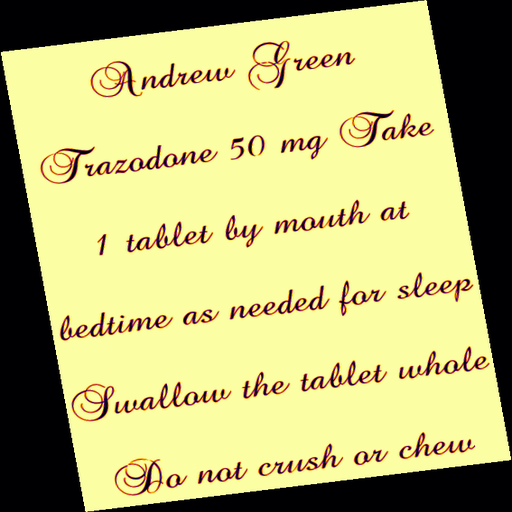 Andrew Green
Trazodone 50 mg Take
1 tablet by mouth at
bedtime as needed for sleep
Swallow the tablet whole
Do not crush or chew